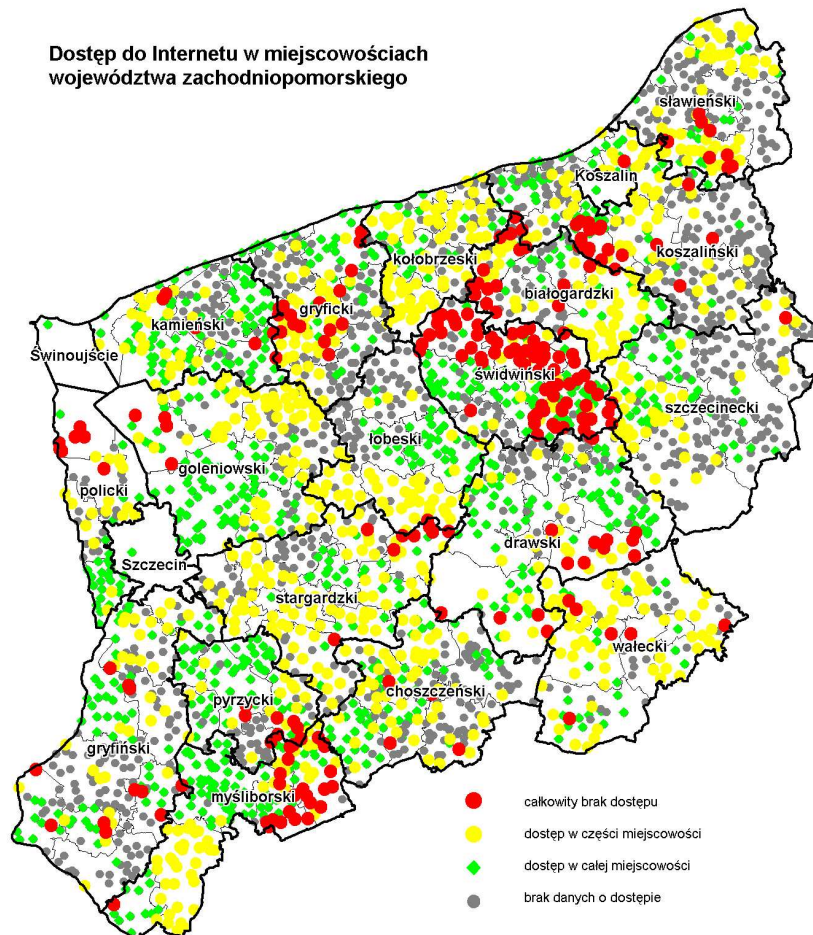 Dostęp do Internetu w miejscowościach
województwa zachodniopomorskiego
sławieński
Koszalin
koszaliński
kołobrzeski
białogardzki
gryficki
kamieński
Świnoujście
świdwiński
szczecinecki
łobeski
goleniowski
policki
drawski
Szczecin
stargardzki
wałecki
choszczeński
pyrzycki
gryfiński
myśliborski
całkowity brak dostępu
dostęp w części miejscowości
dostęp w całej miejscowości
brak danych o dostępie